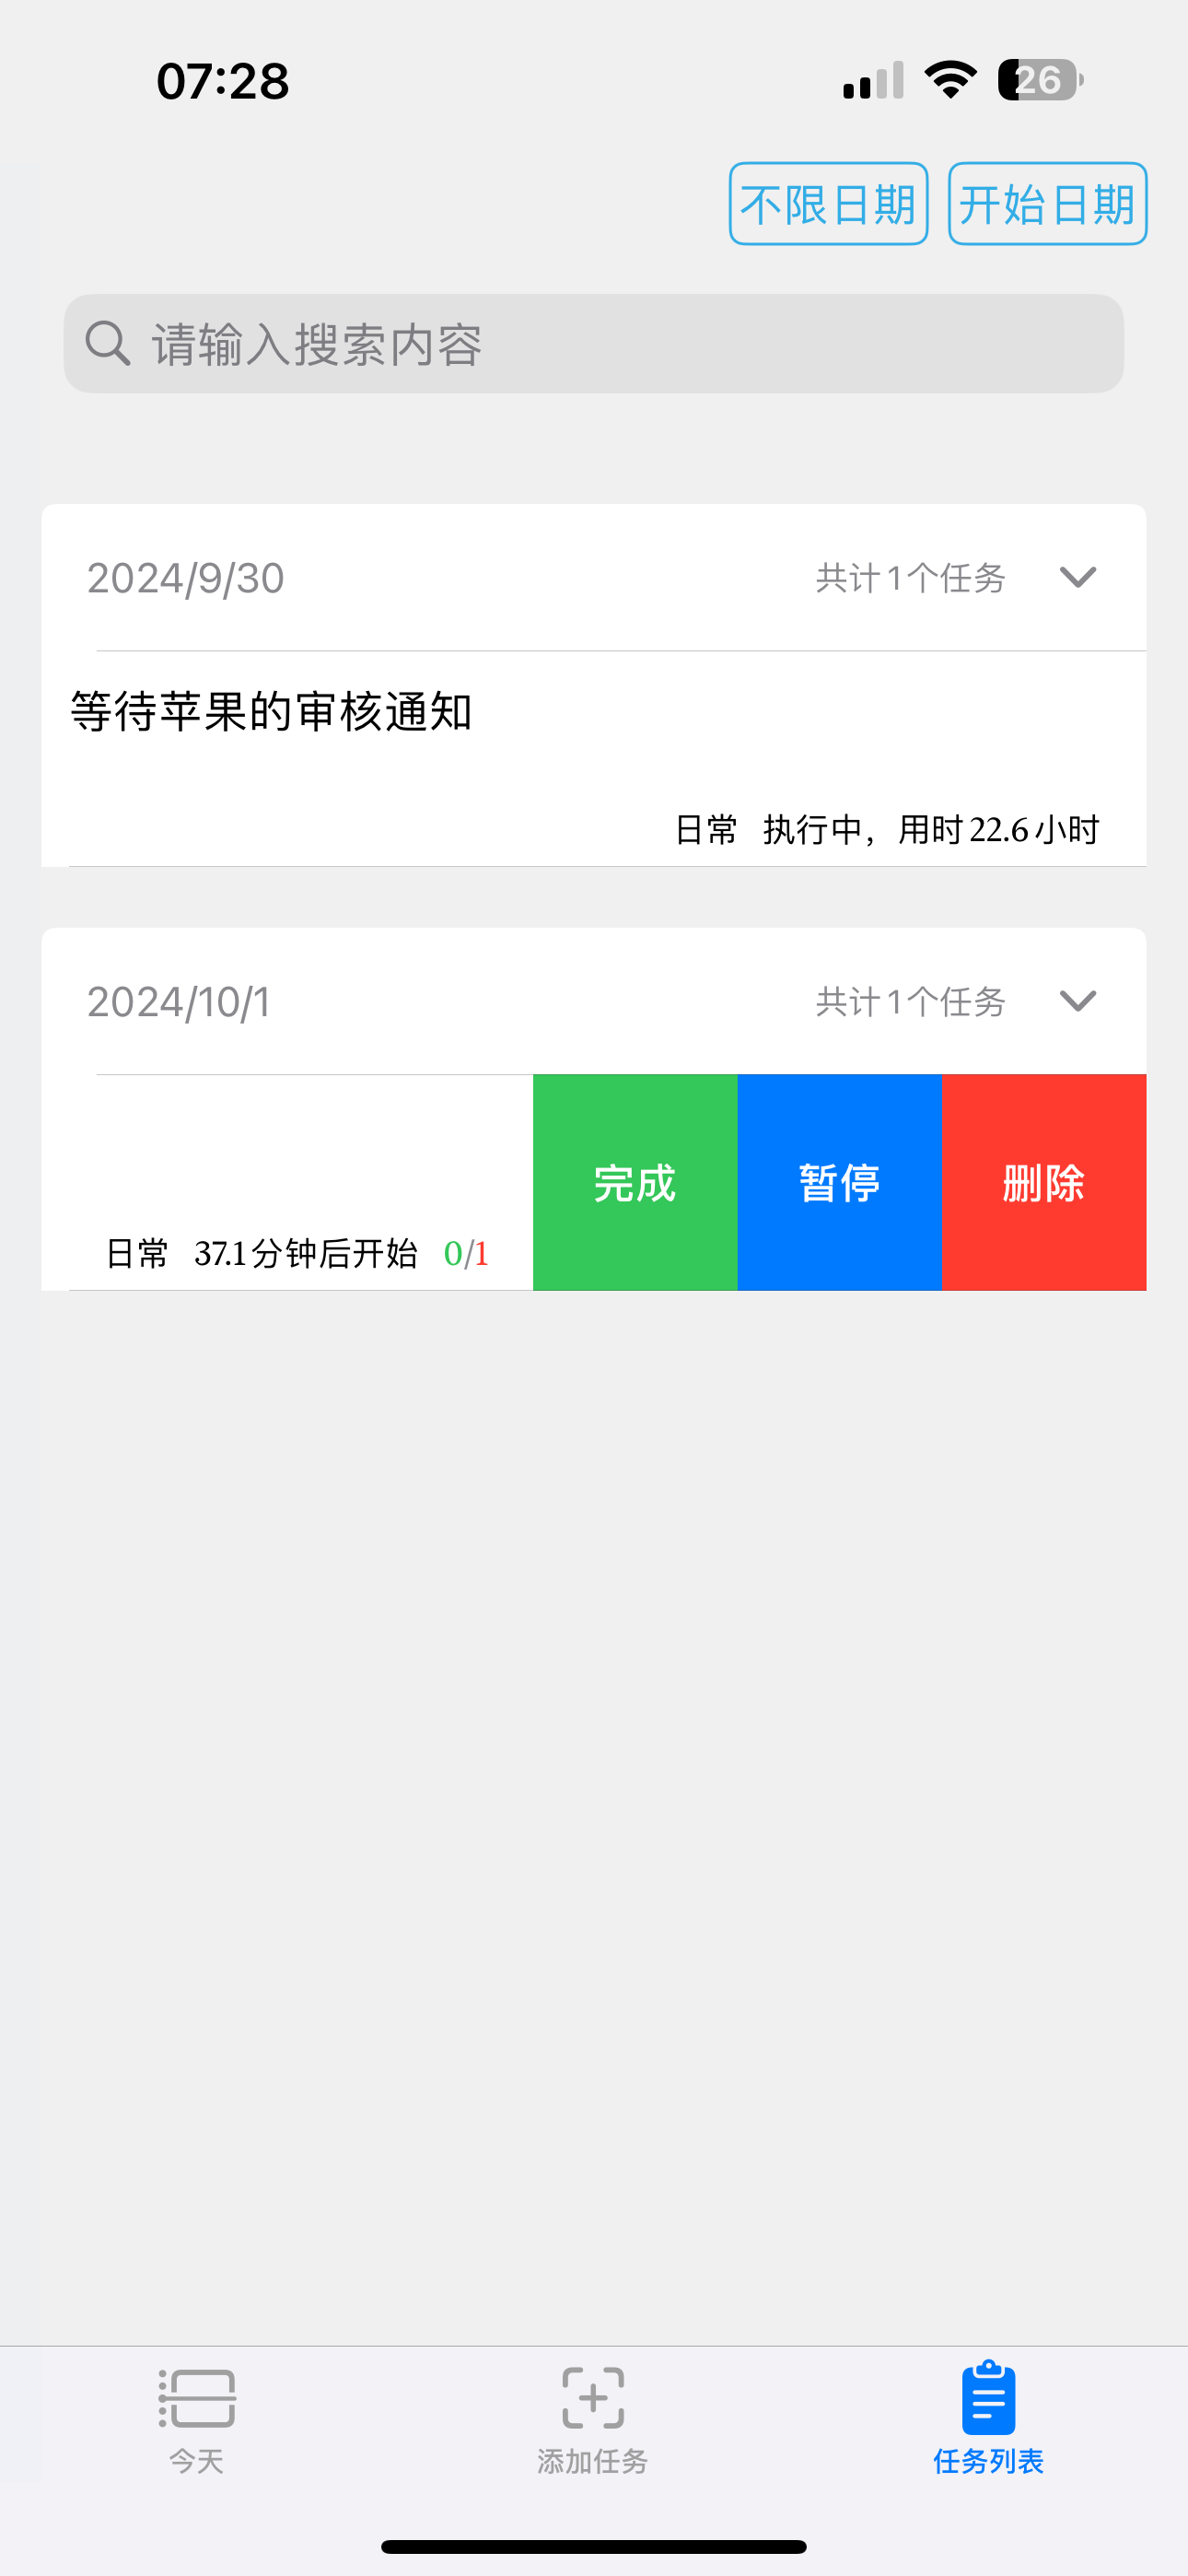 07:28
26
不限日期 开始日期
请输入搜索内容
2024/9/30 共计1个任务
等待苹果的审核通知
日常 执行中，用时22.6小时
2024/10/1 共计1个任务
完成 暂停 删除
日常 37.1分钟后开始 0/1
今天 添加任务 任务列表